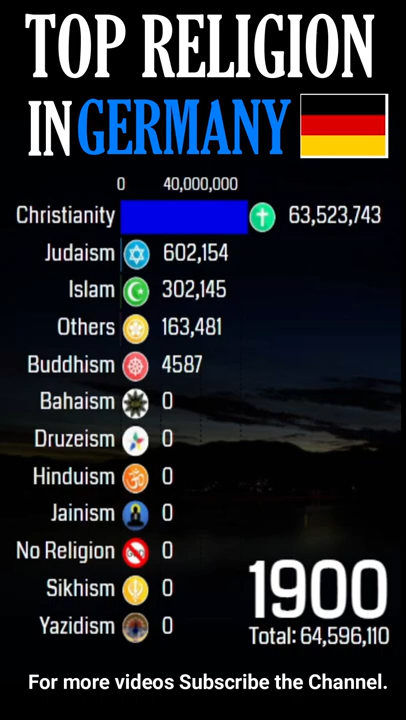 TOP RELIGION
IN GERMANY
0 40,000,000
Christianity 63,523,743
Judaism 602,154
Islam 302,145
Others 163,481
Buddhism 4587
Bahaism 0
Druzeism 0
Hinduism 0
Jainism 0
No Religion 0
Sikhism 0
Yazidism 0
1900
Total: 64,596,110
For more videos Subscribe the Channel.